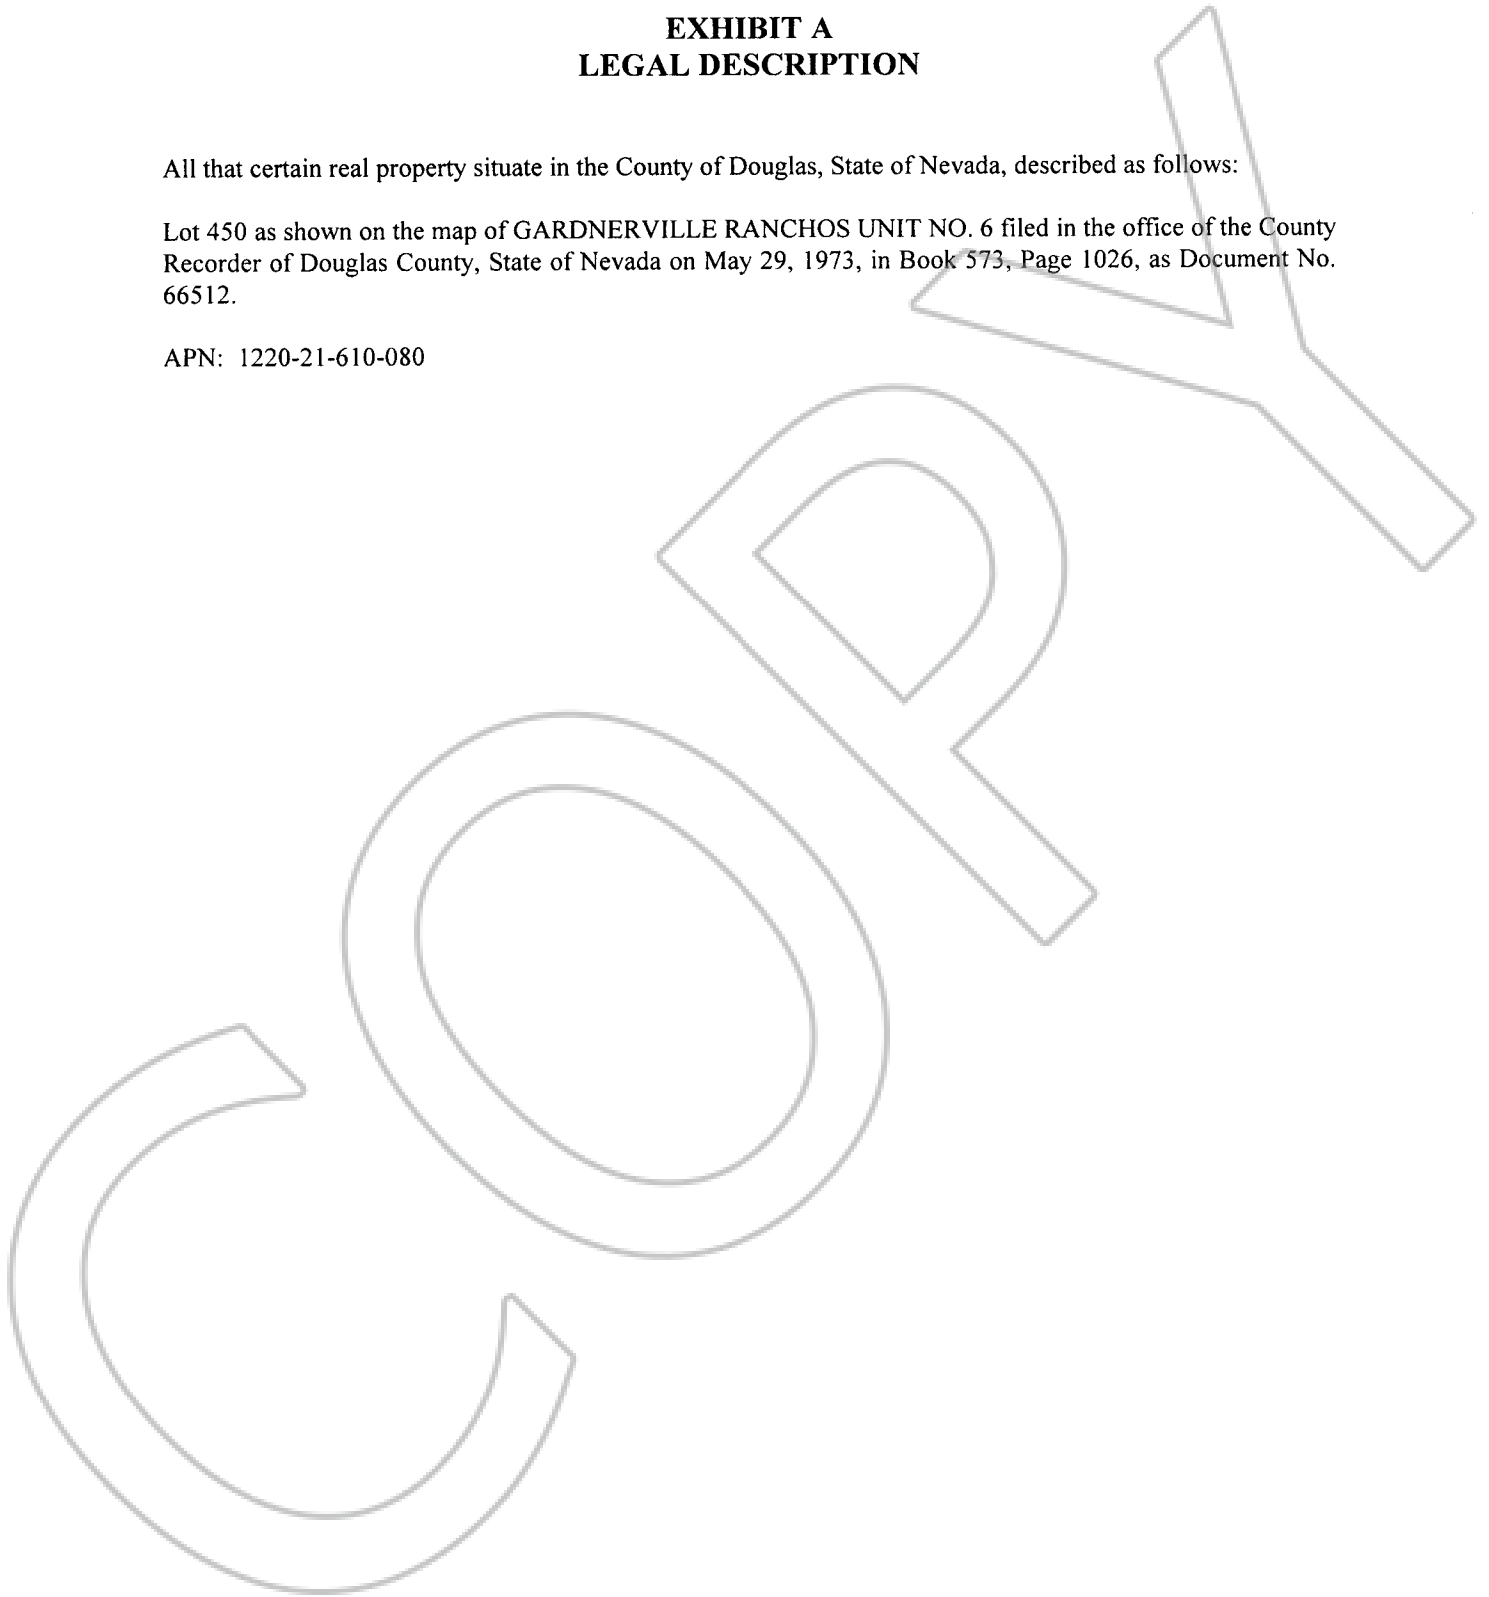 EXHIBIT A
LEGAL DESCRIPTION
All that certain real property situate in the County of Douglas, State of Nevada, described as follows:
Lot 450 as shown on the map of GARDNERVILLE RANCHOS UNIT NO. 6 filed in the office of the County
Recorder of Douglas County, State of Nevada on May 29, 1973, in Book 573, Page 1026, as Document No.
66512.
APN: 1220-21-610-080
COPY